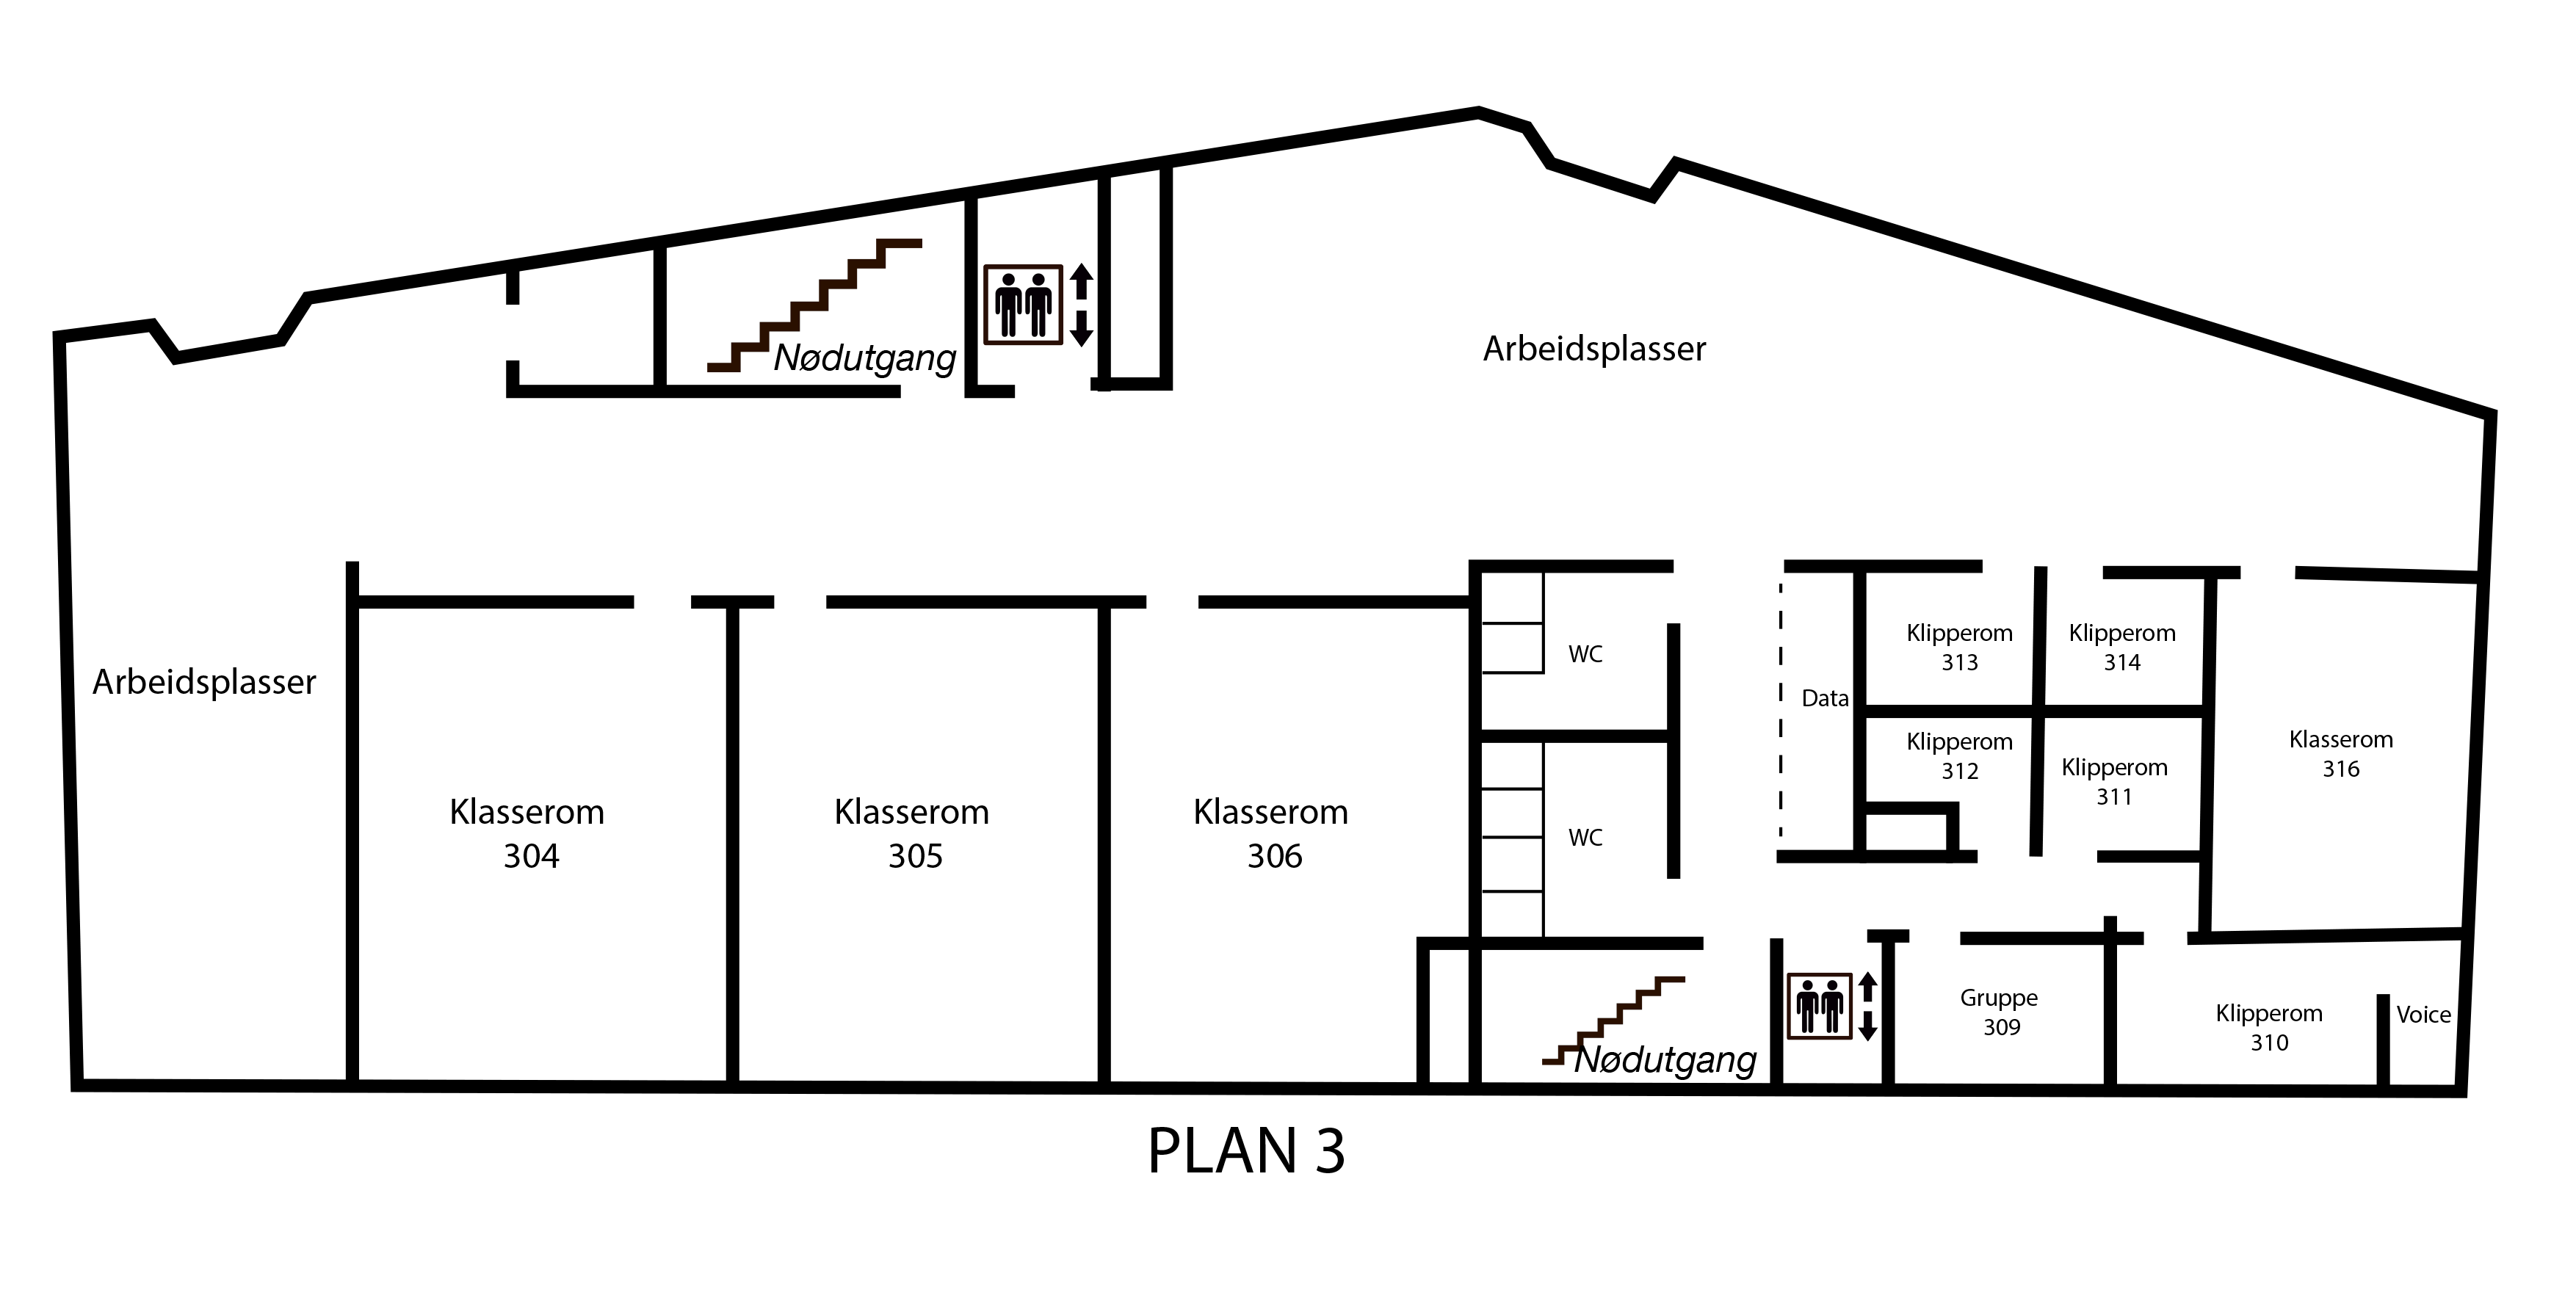 Nødutgang
Arbeidsplasser
Arbeidsplasser
Klasserom
304
Klasserom
305
Klasserom
306
WC
WC
Data
Klipperom
313
Klipperom
314
Klipperom
312
Klipperom
311
Klasserom
316
Nødutgang
Gruppe
309
Klipperom
310
Voice
PLAN 3